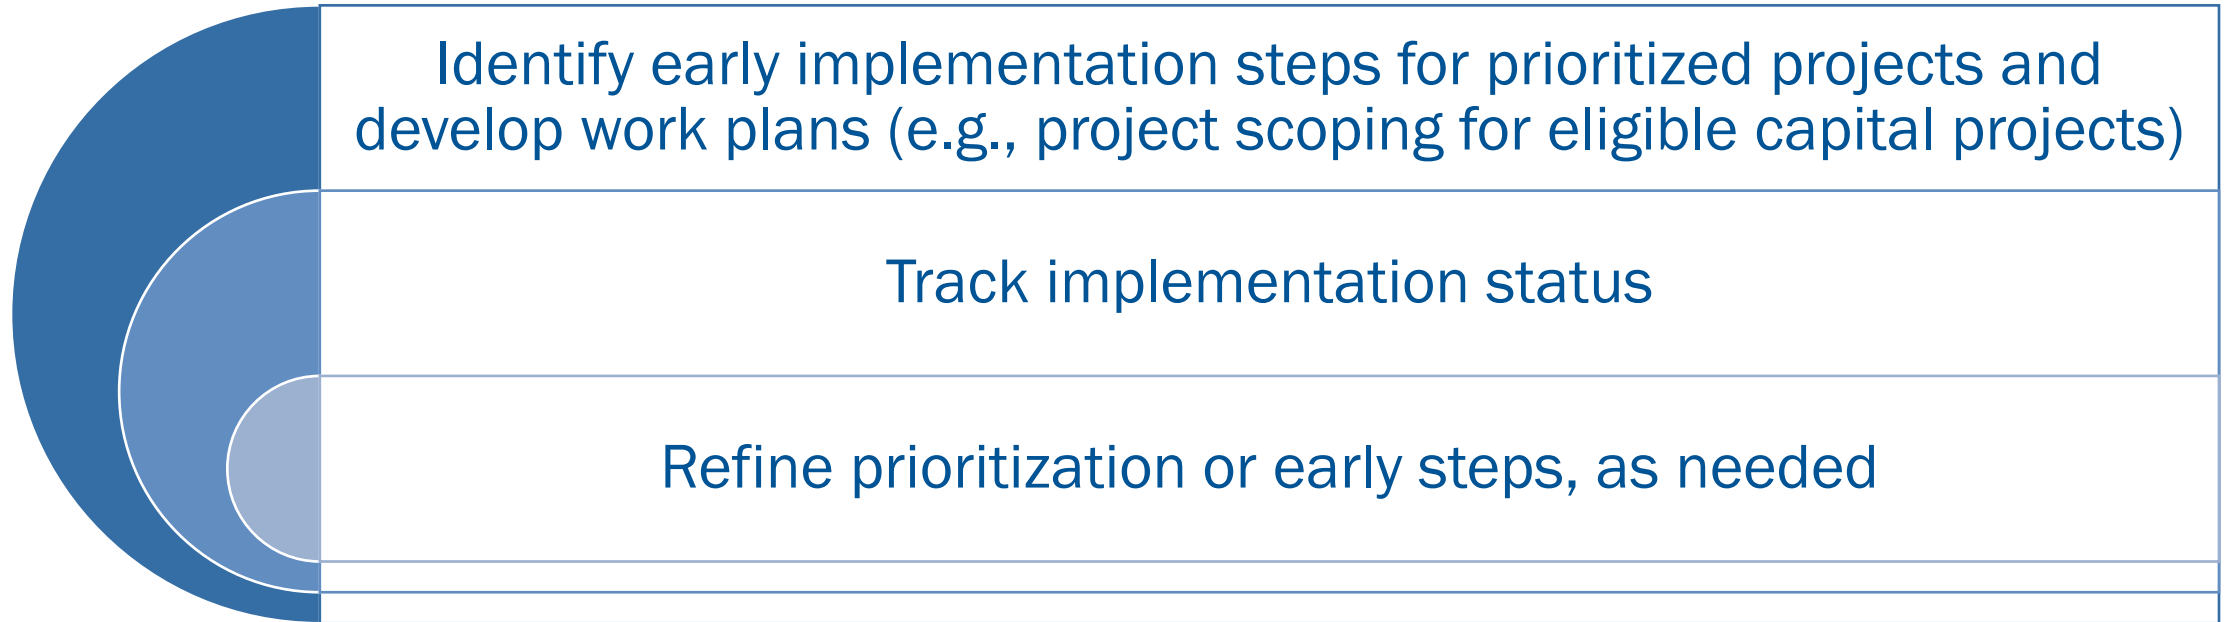 Identify early implementation steps for prioritized projects and
develop work plans (e.g., project scoping for eligible capital projects)
Track implementation status
Refine prioritization or early steps, as needed